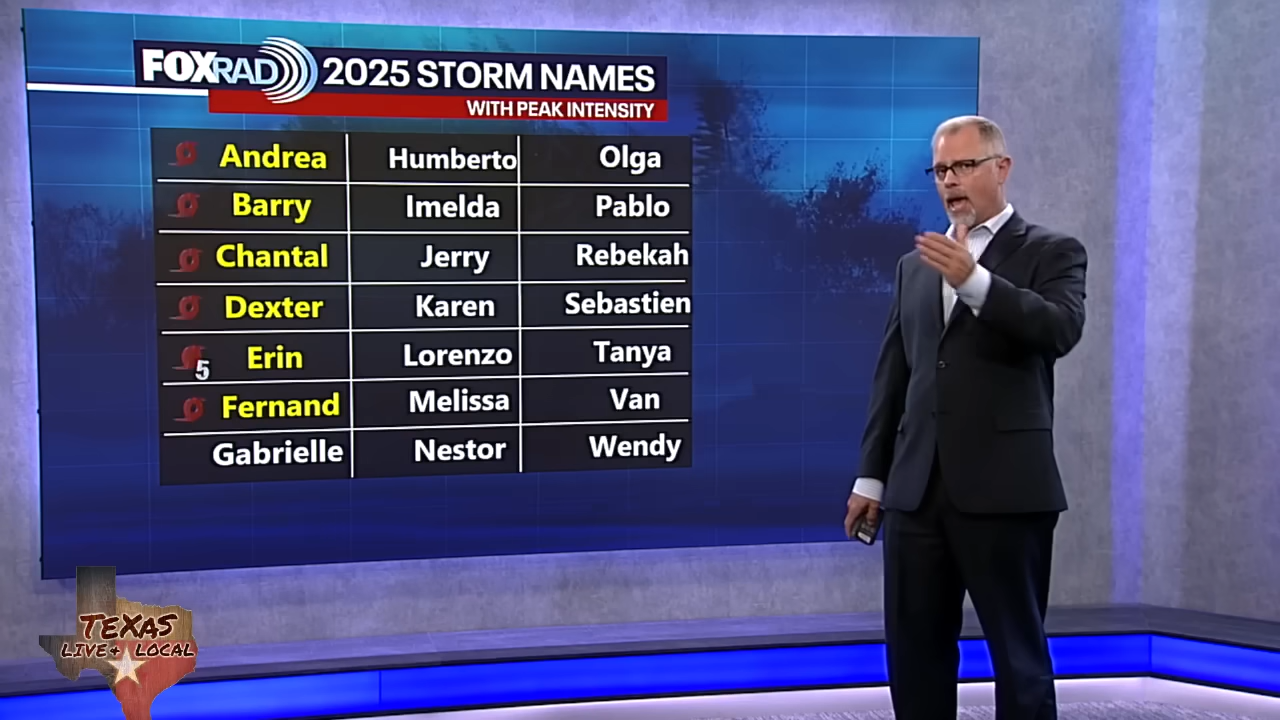 FOXRAD 2025 STORM NAMES
WITH PEAK INTENSITY
Andrea Humberto Olga
Barry Imelda Pablo
Chantal Jerry Rebekah
Dexter Karen Sebastien
5 Erin Lorenzo Tanya
Fernand Melissa Van
Gabrielle Nestor Wendy
TEXAS
LIVE & LOCAL